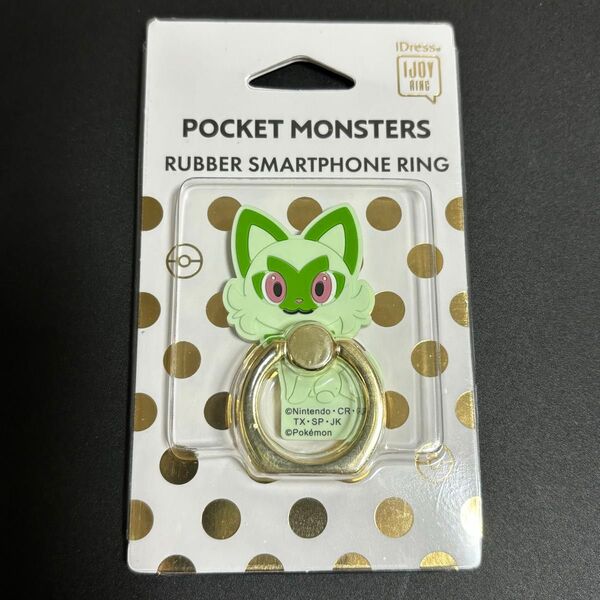 IDress
IJOY
RING
POCKET MONSTERS
RUBBER SMARTPHONE RING
©Nintendo・CR・
TX・SP・JK
©Pokémon